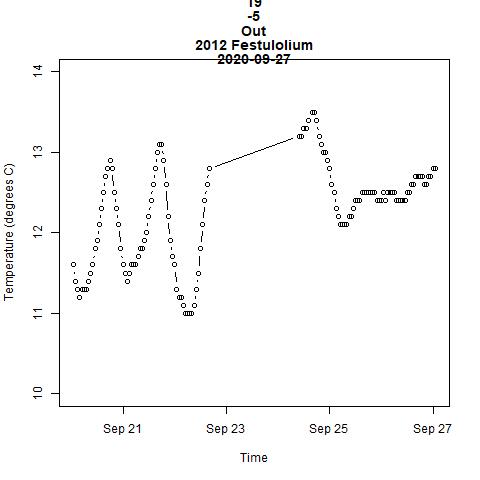 19
-5
Out
2012 Festulolium
2020-09-27
14
13
12
11
10
Temperature (degrees C)
Sep 21 Sep 23 Sep 25 Sep 27
Time